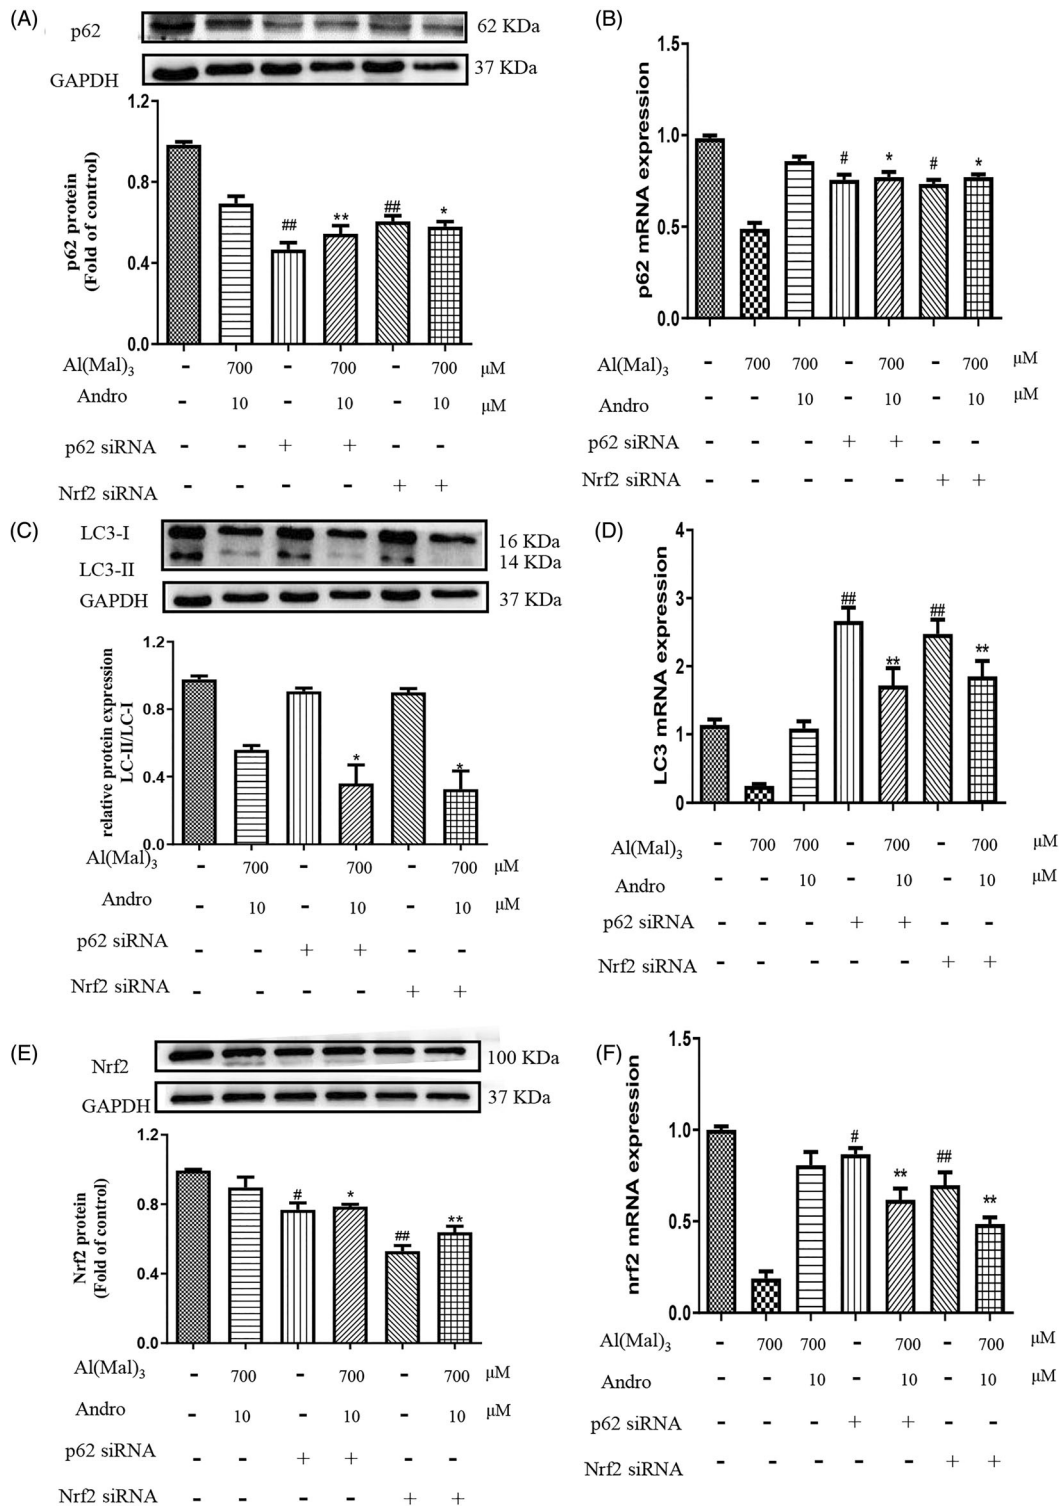 (A)
p62
62 KDa
GAPDH
37 KDa
p62 protein
(Fold of control)
1.2
0.8
0.4
0.0
## ** ## *
Al(Mal)3 - 700 - 700 - 700 μM
Andro - 10 - 10 - 10 μM
p62 siRNA - - + + - -
Nrf2 siRNA - - - - + +
(B)
p62 mRNA expression
1.5
1.0
0.5
0.0
# * # *
Al(Mal)3 - 700 700 - 700 - 700 μM
Andro - - 10 - 10 - 10 μM
p62 siRNA - - - + + - -
Nrf2 siRNA - - - - - + +
(C)
LC3-I
16 KDa
LC3-II
14 KDa
GAPDH
37 KDa
relative protein expression
LC-II/LC-I
1.2
0.8
0.4
0.0
* *
Al(Mal)3 - 700 - 700 - 700 μM
Andro - 10 - 10 - 10 μM
p62 siRNA - - + + - -
Nrf2 siRNA - - - - + +
(D)
LC3 mRNA expression
4
3
2
1
0
## ** ## **
Al(Mal)3 - 700 700 - 700 - 700 μM
Andro - - 10 - 10 - 10 μM
p62 siRNA - - - + + - -
Nrf2 siRNA - - - - - + +
(E)
Nrf2
100 KDa
GAPDH
37 KDa
Nrf2 protein
(Fold of control)
1.2
0.8
0.4
0.0
# * ## **
Al(Mal)3 - 700 - 700 - 700 μM
Andro - 10 - 10 - 10 μM
p62 siRNA - - + + - -
Nrf2 siRNA - - - - + +
(F)
nrf2 mRNA expression
1.5
1.0
0.5
0.0
# ** ## **
Al(Mal)3 - 700 700 - 700 - 700 μM
Andro - - 10 - 10 - 10 μM
p62 siRNA - - - + + - -
Nrf2 siRNA - - - - - + +